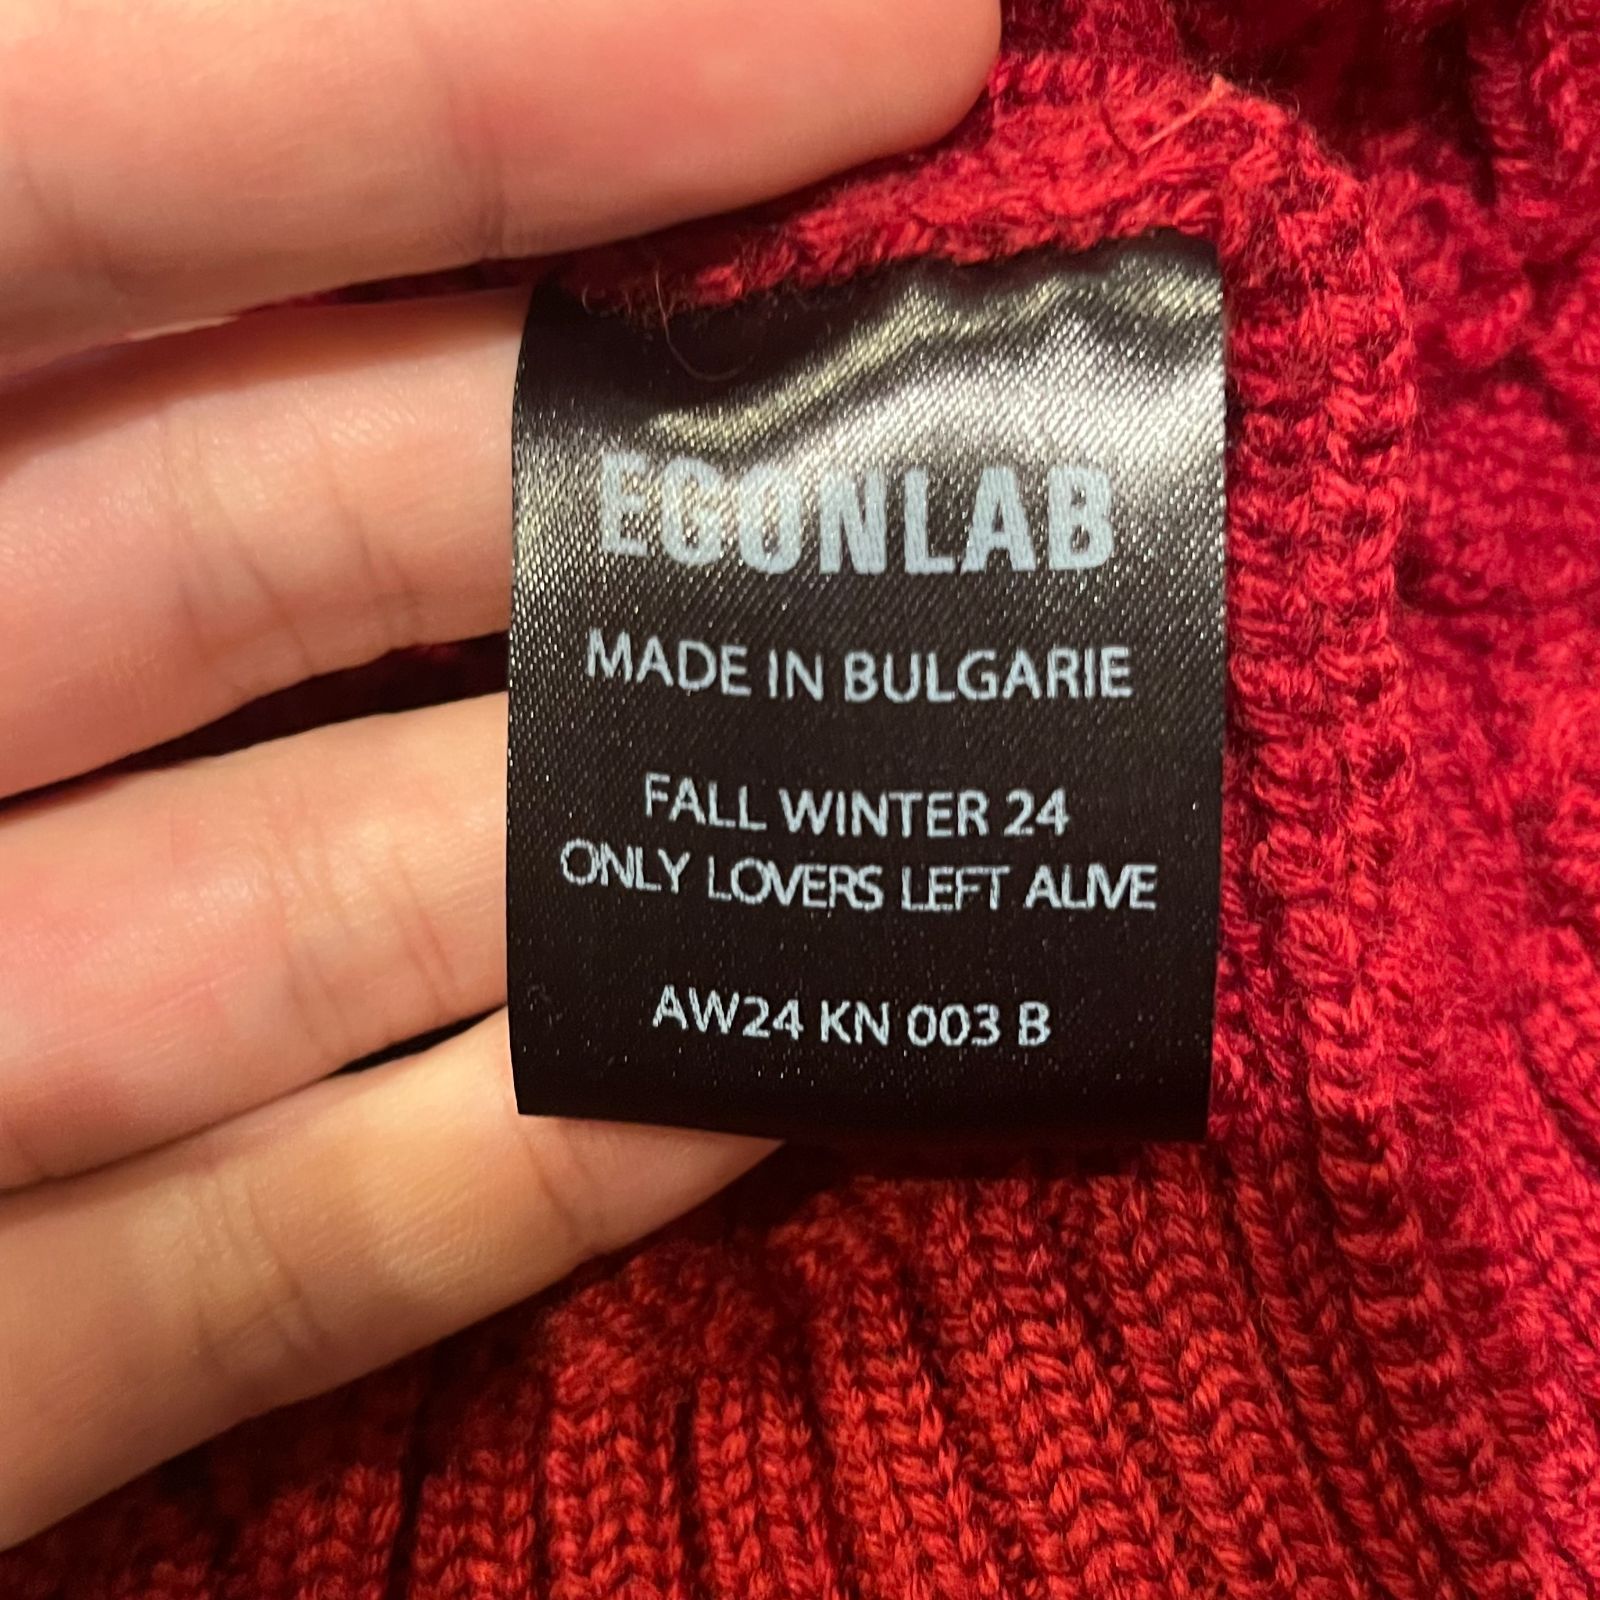 EGONLAB
MADE IN BULGARIE
FALL WINTER 24
ONLY LOVERS LEFT ALIVE
AW24 KN 003 B